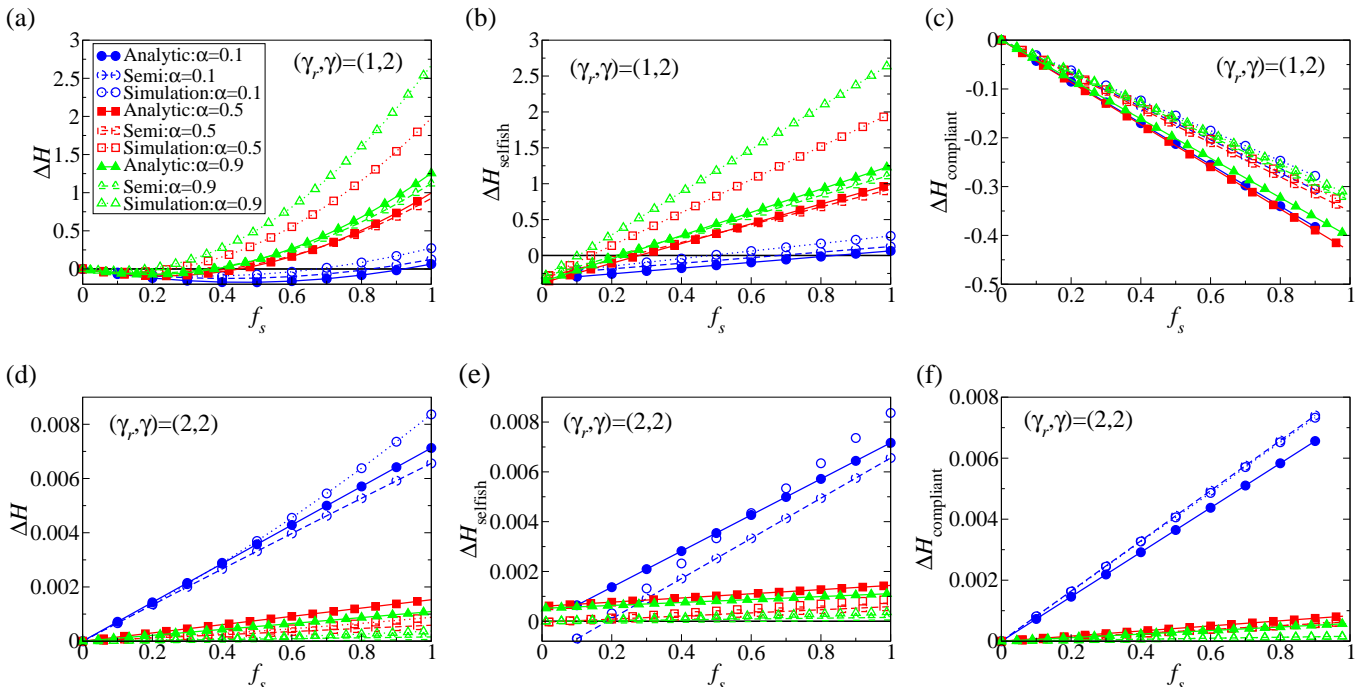 (a)
3
2.5
2
1.5
1
0.5
0
ΔH
Analytic:α=0.1
Semi:α=0.1
Simulation:α=0.1
Analytic:α=0.5
Semi:α=0.5
Simulation:α=0.5
Analytic:α=0.9
Semi:α=0.9
Simulation:α=0.9
(γr,γ)=(1,2)
0 0.2 0.4 0.6 0.8 1
fs
(b)
3
2.5
2
1.5
1
0.5
0
ΔHselfish
(γr,γ)=(1,2)
0 0.2 0.4 0.6 0.8 1
fs
(c)
0
-0.1
-0.2
-0.3
-0.4
-0.5
ΔHcompliant
(γr,γ)=(1,2)
0 0.2 0.4 0.6 0.8 1
fs
(d)
0.008
0.006
0.004
0.002
0
ΔH
(γr,γ)=(2,2)
0 0.2 0.4 0.6 0.8 1
fs
(e)
0.008
0.006
0.004
0.002
0
ΔHselfish
(γr,γ)=(2,2)
0 0.2 0.4 0.6 0.8 1
fs
(f)
0.008
0.006
0.004
0.002
0
ΔHcompliant
(γr,γ)=(2,2)
0 0.2 0.4 0.6 0.8 1
fs